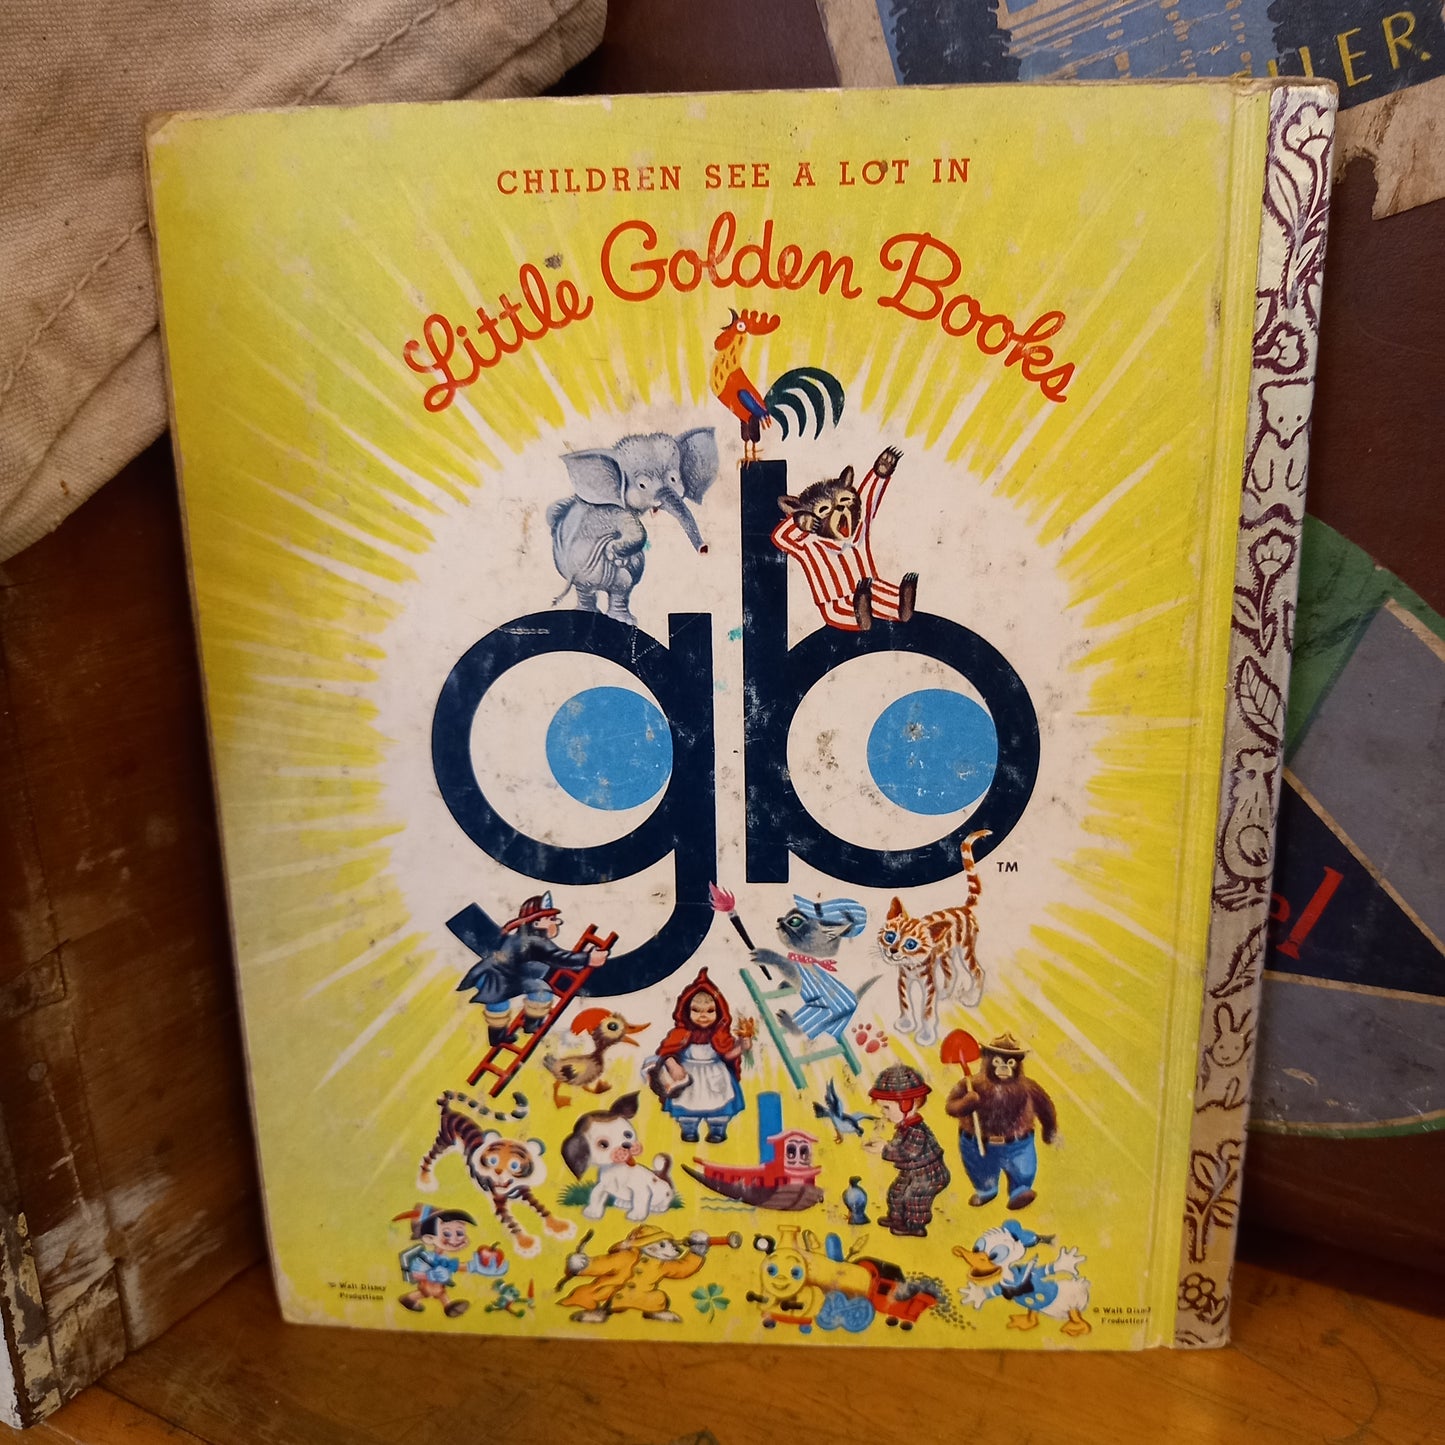 CHILDREN SEE A LOT IN
Little Golden Books
gb
TM
© Walt Disney
Productions
© Walt Disney
Productions